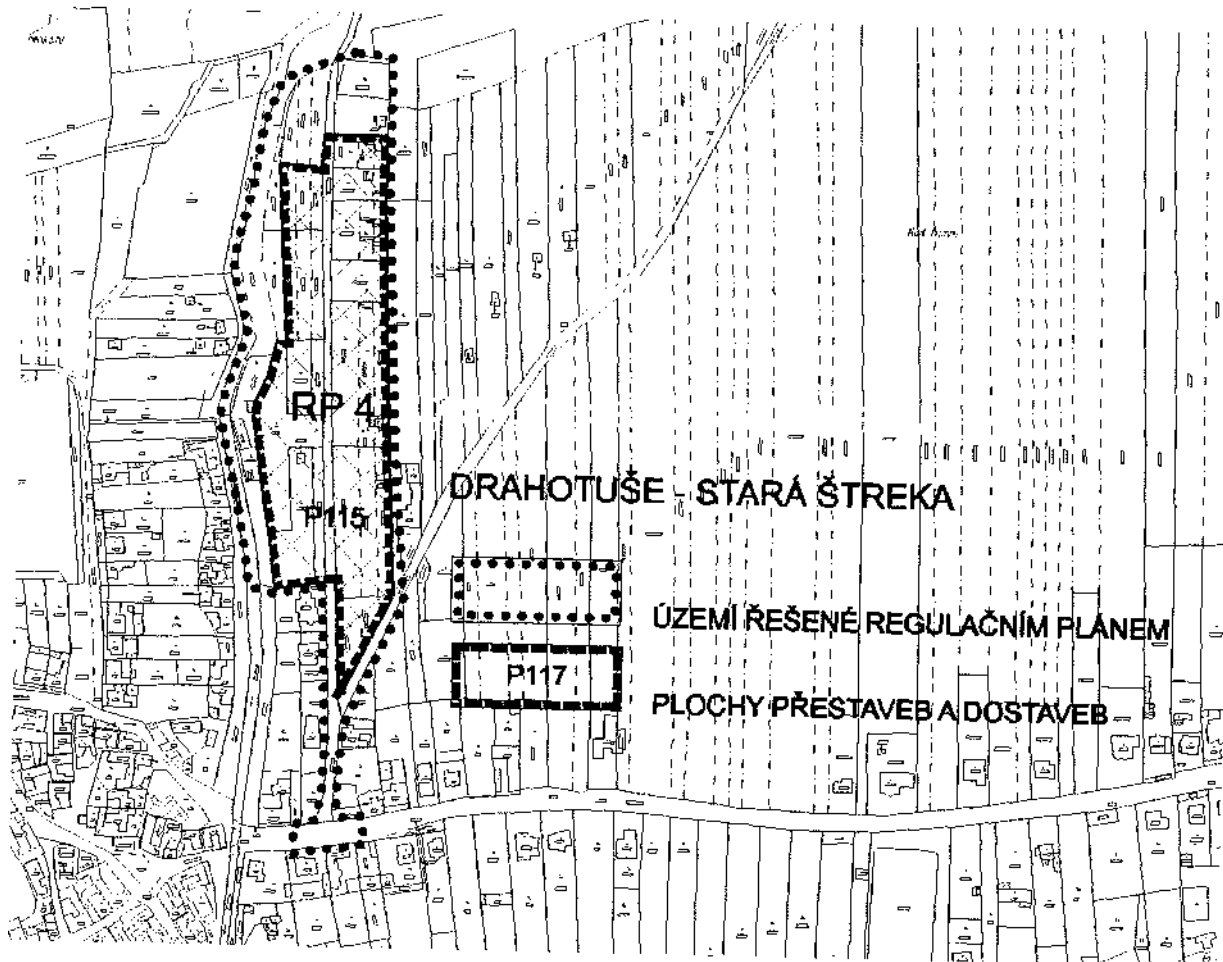 RP 4
DRAHOTUŠE - STARÁ ŠTREKA
P115
ÚZEMÍ ŘEŠENÉ REGULAČNÍM PLÁNEM
P117
PLOCHY PŘESTAVEB A DOSTAVEB